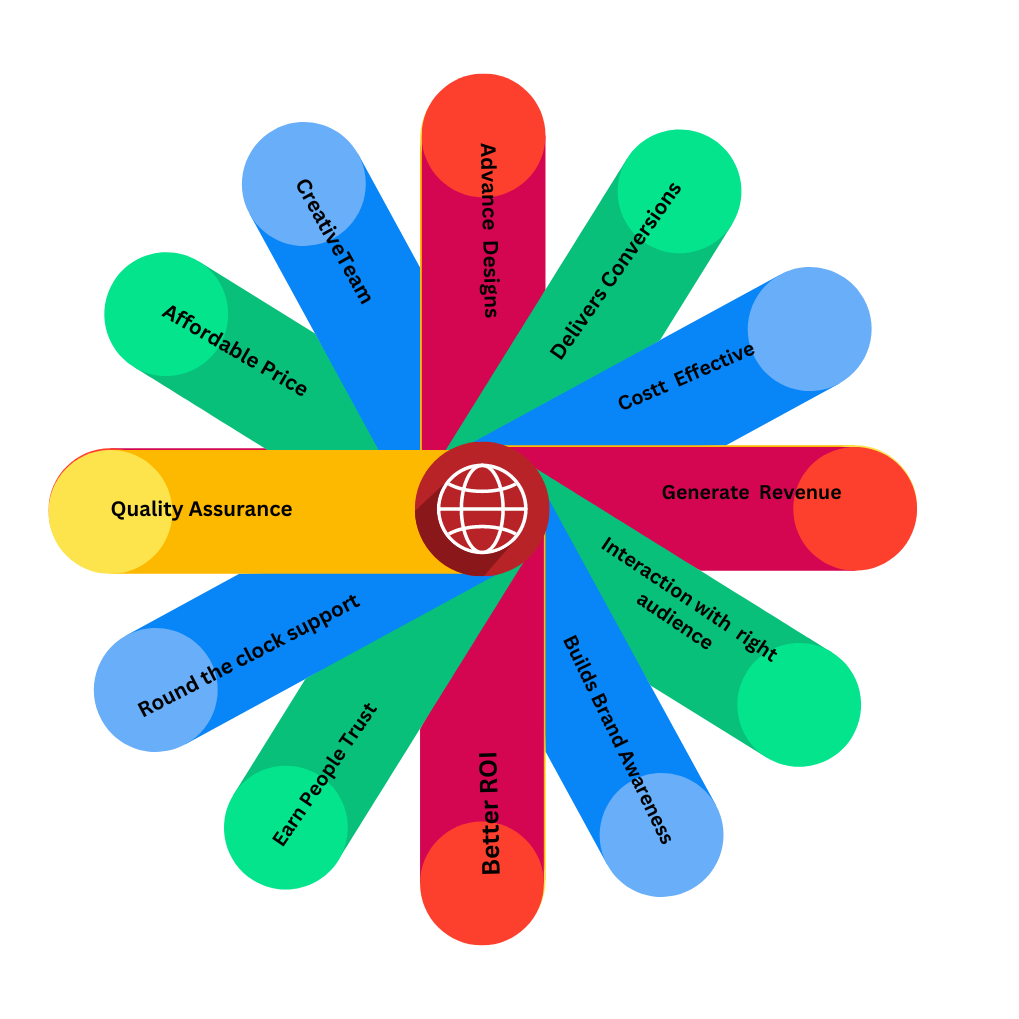 Advance Designs
Delivers Conversions
Costt Effective
Generate Revenue
Interaction with right
audience
Builds Brand Awareness
Better ROI
Earn People Trust
Round the clock support
Quality Assurance
Affordable Price
CreativeTeam